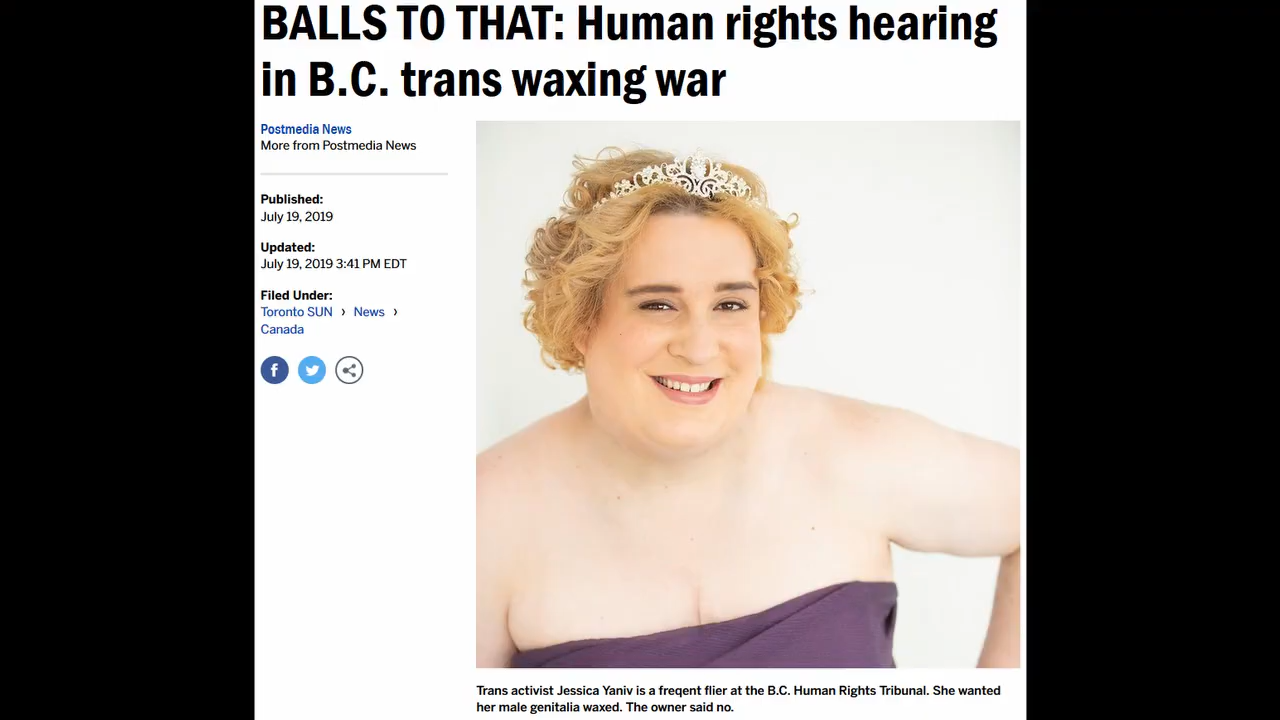 BALLS TO THAT: Human rights hearing
in B.C. trans waxing war
Postmedia News
More from Postmedia News
Published:
July 19, 2019
Updated:
July 19, 2019 3:41 PM EDT
Filed Under:
Toronto SUN › News ›
Canada
Trans activist Jessica Yaniv is a freqent flier at the B.C. Human Rights Tribunal. She wanted
her male genitalia waxed. The owner said no.